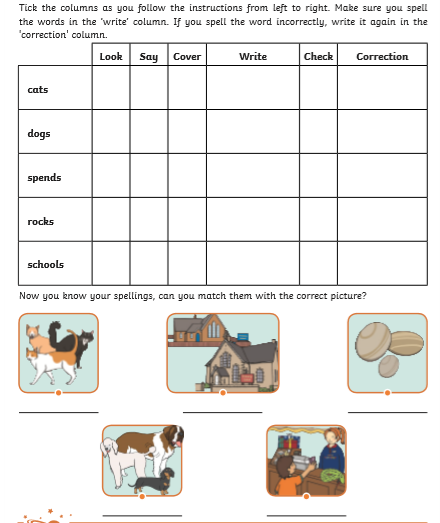 Tick the columns as you follow the instructions from left to right. Make sure you spell
the words in the 'write' column. If you spell the word incorrectly, write it again in the
'correction' column.
Look Say Cover Write Check Correction
cats
dogs
spends
rocks
schools
Now you know your spellings, can you match them with the correct picture?